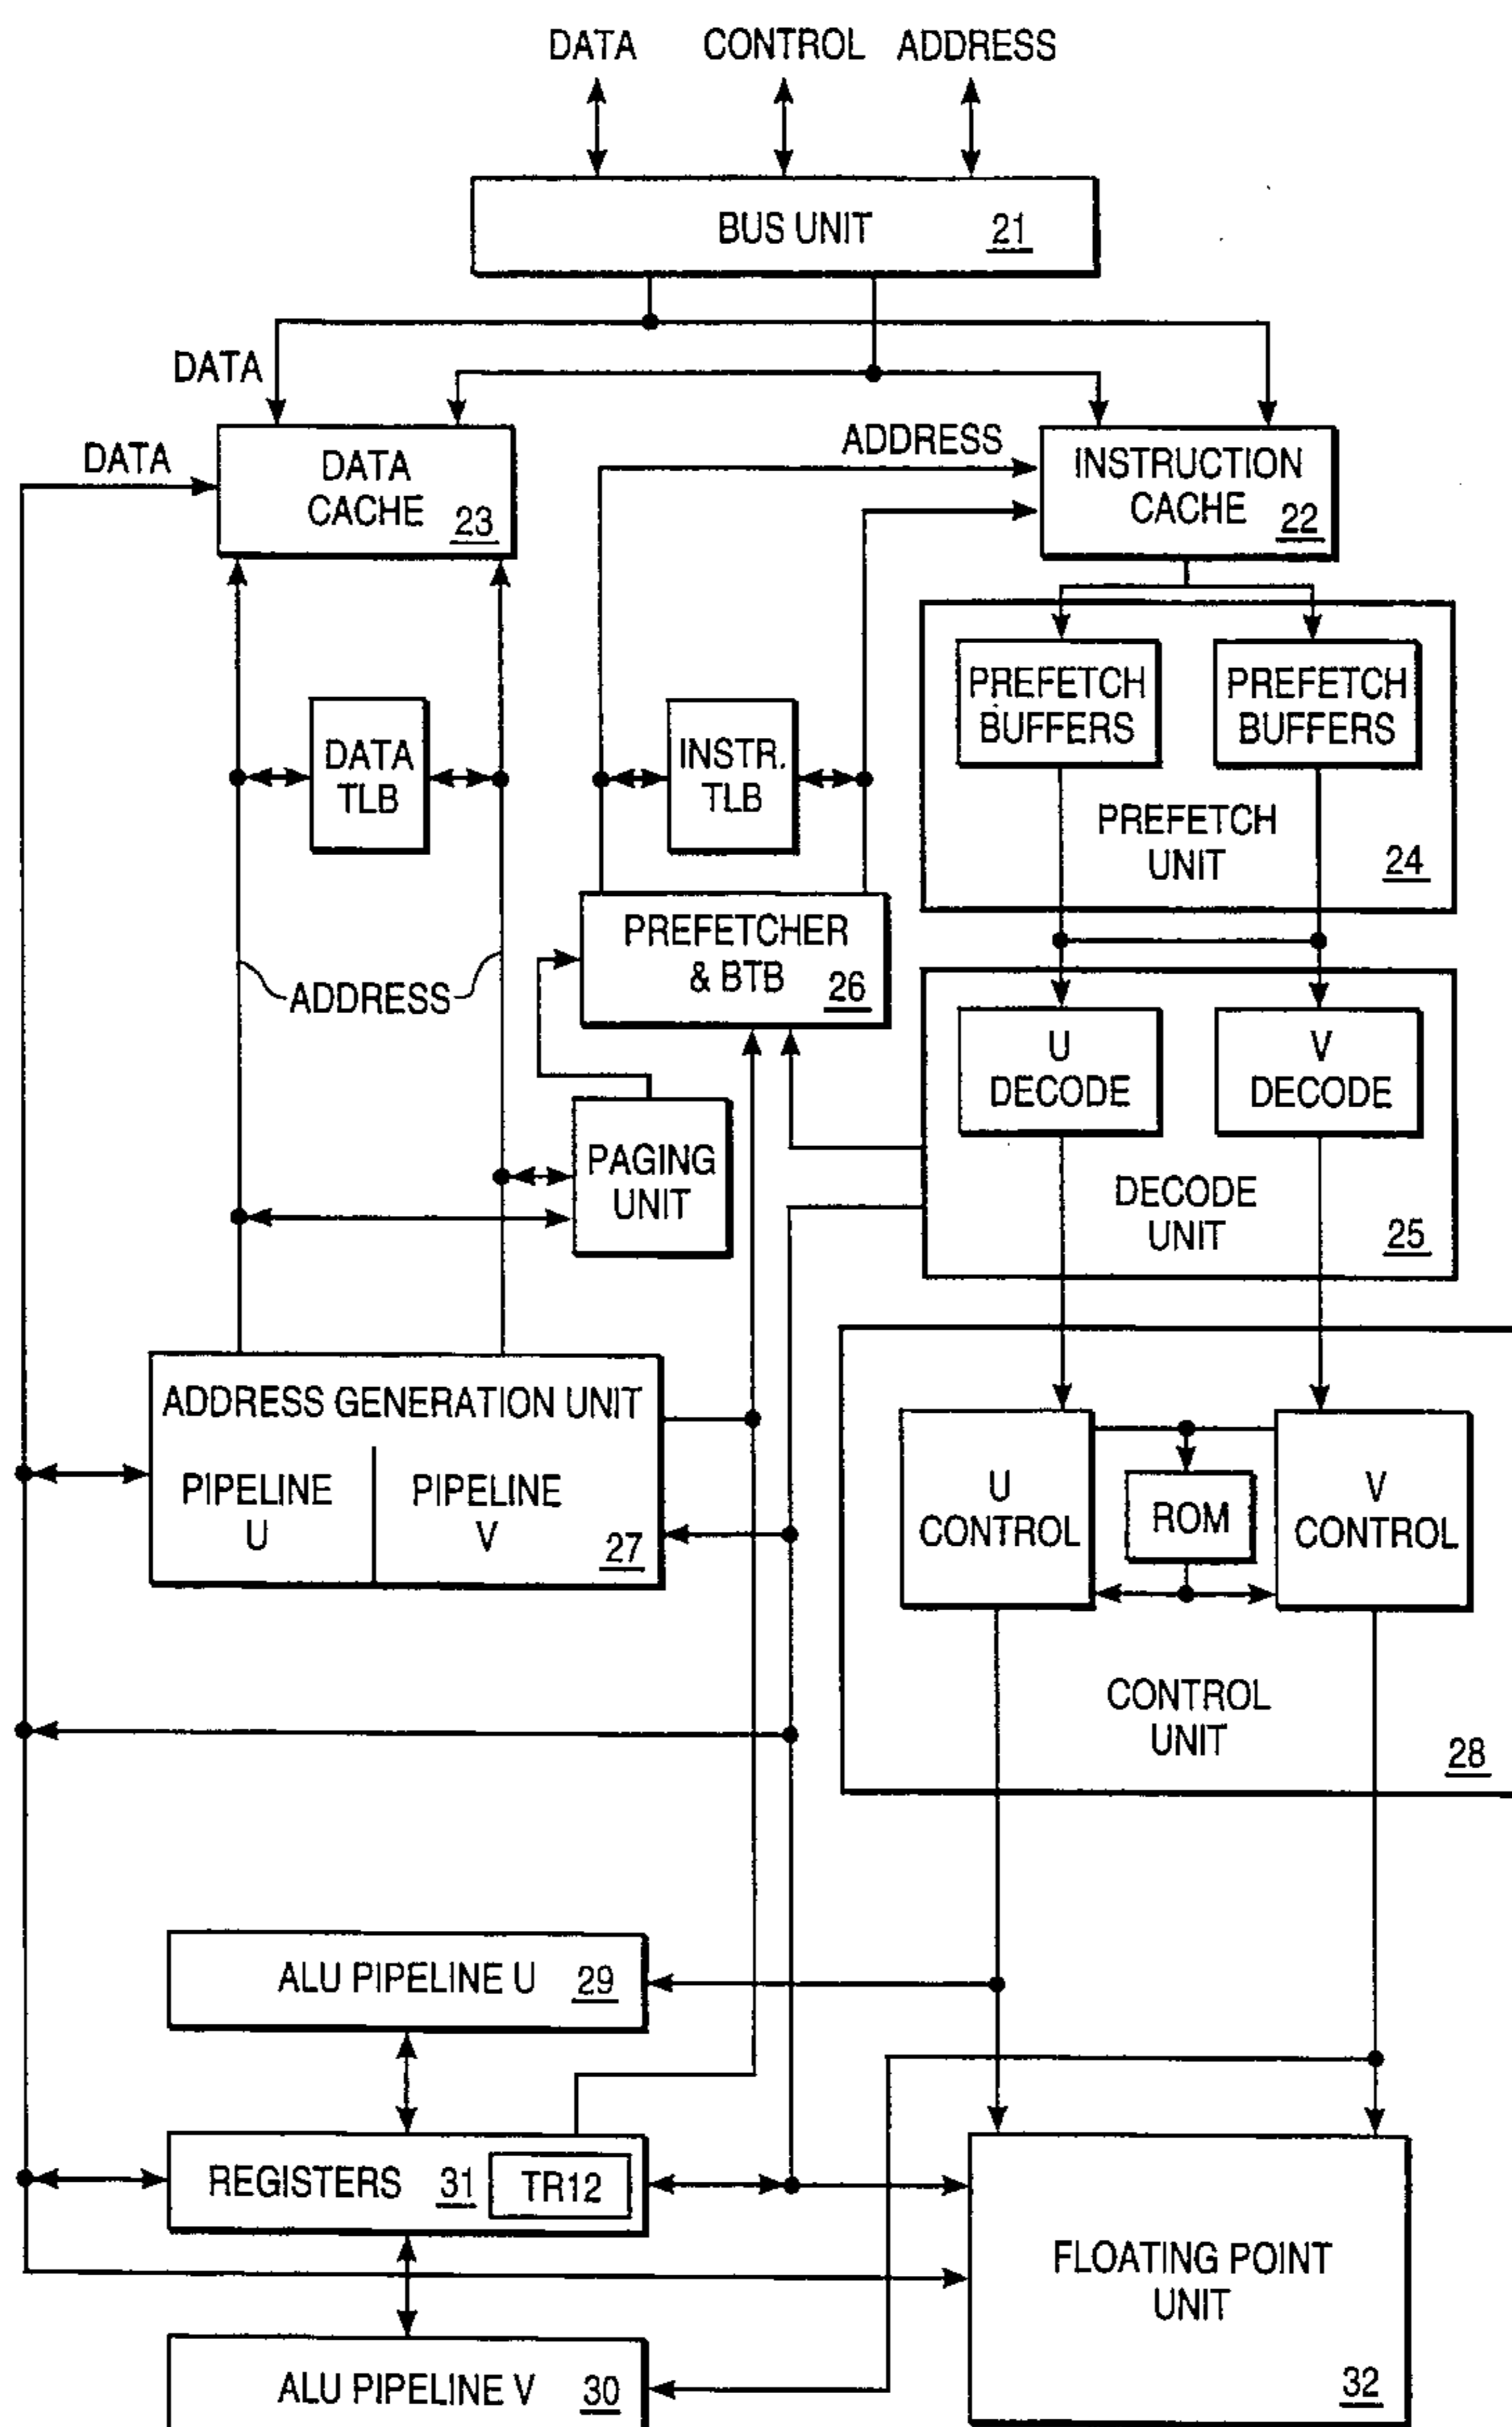 DATA CONTROL ADDRESS
BUS UNIT 21
DATA
DATA
DATA
CACHE 23
ADDRESS
INSTRUCTION
CACHE 22
PREFETCH
BUFFERS
PREFETCH
BUFFERS
PREFETCH
UNIT 24
DATA
TLB
INSTR.
TLB
PREFETCHER
& BTB 26
ADDRESS
U
DECODE
V
DECODE
DECODE
UNIT 25
PAGING
UNIT
ADDRESS GENERATION UNIT
PIPELINE
U
PIPELINE
V
27
U
CONTROL
ROM
V
CONTROL
CONTROL
UNIT
28
ALU PIPELINE U 29
REGISTERS 31 TR12
FLOATING POINT
UNIT
32
ALU PIPELINE V 30